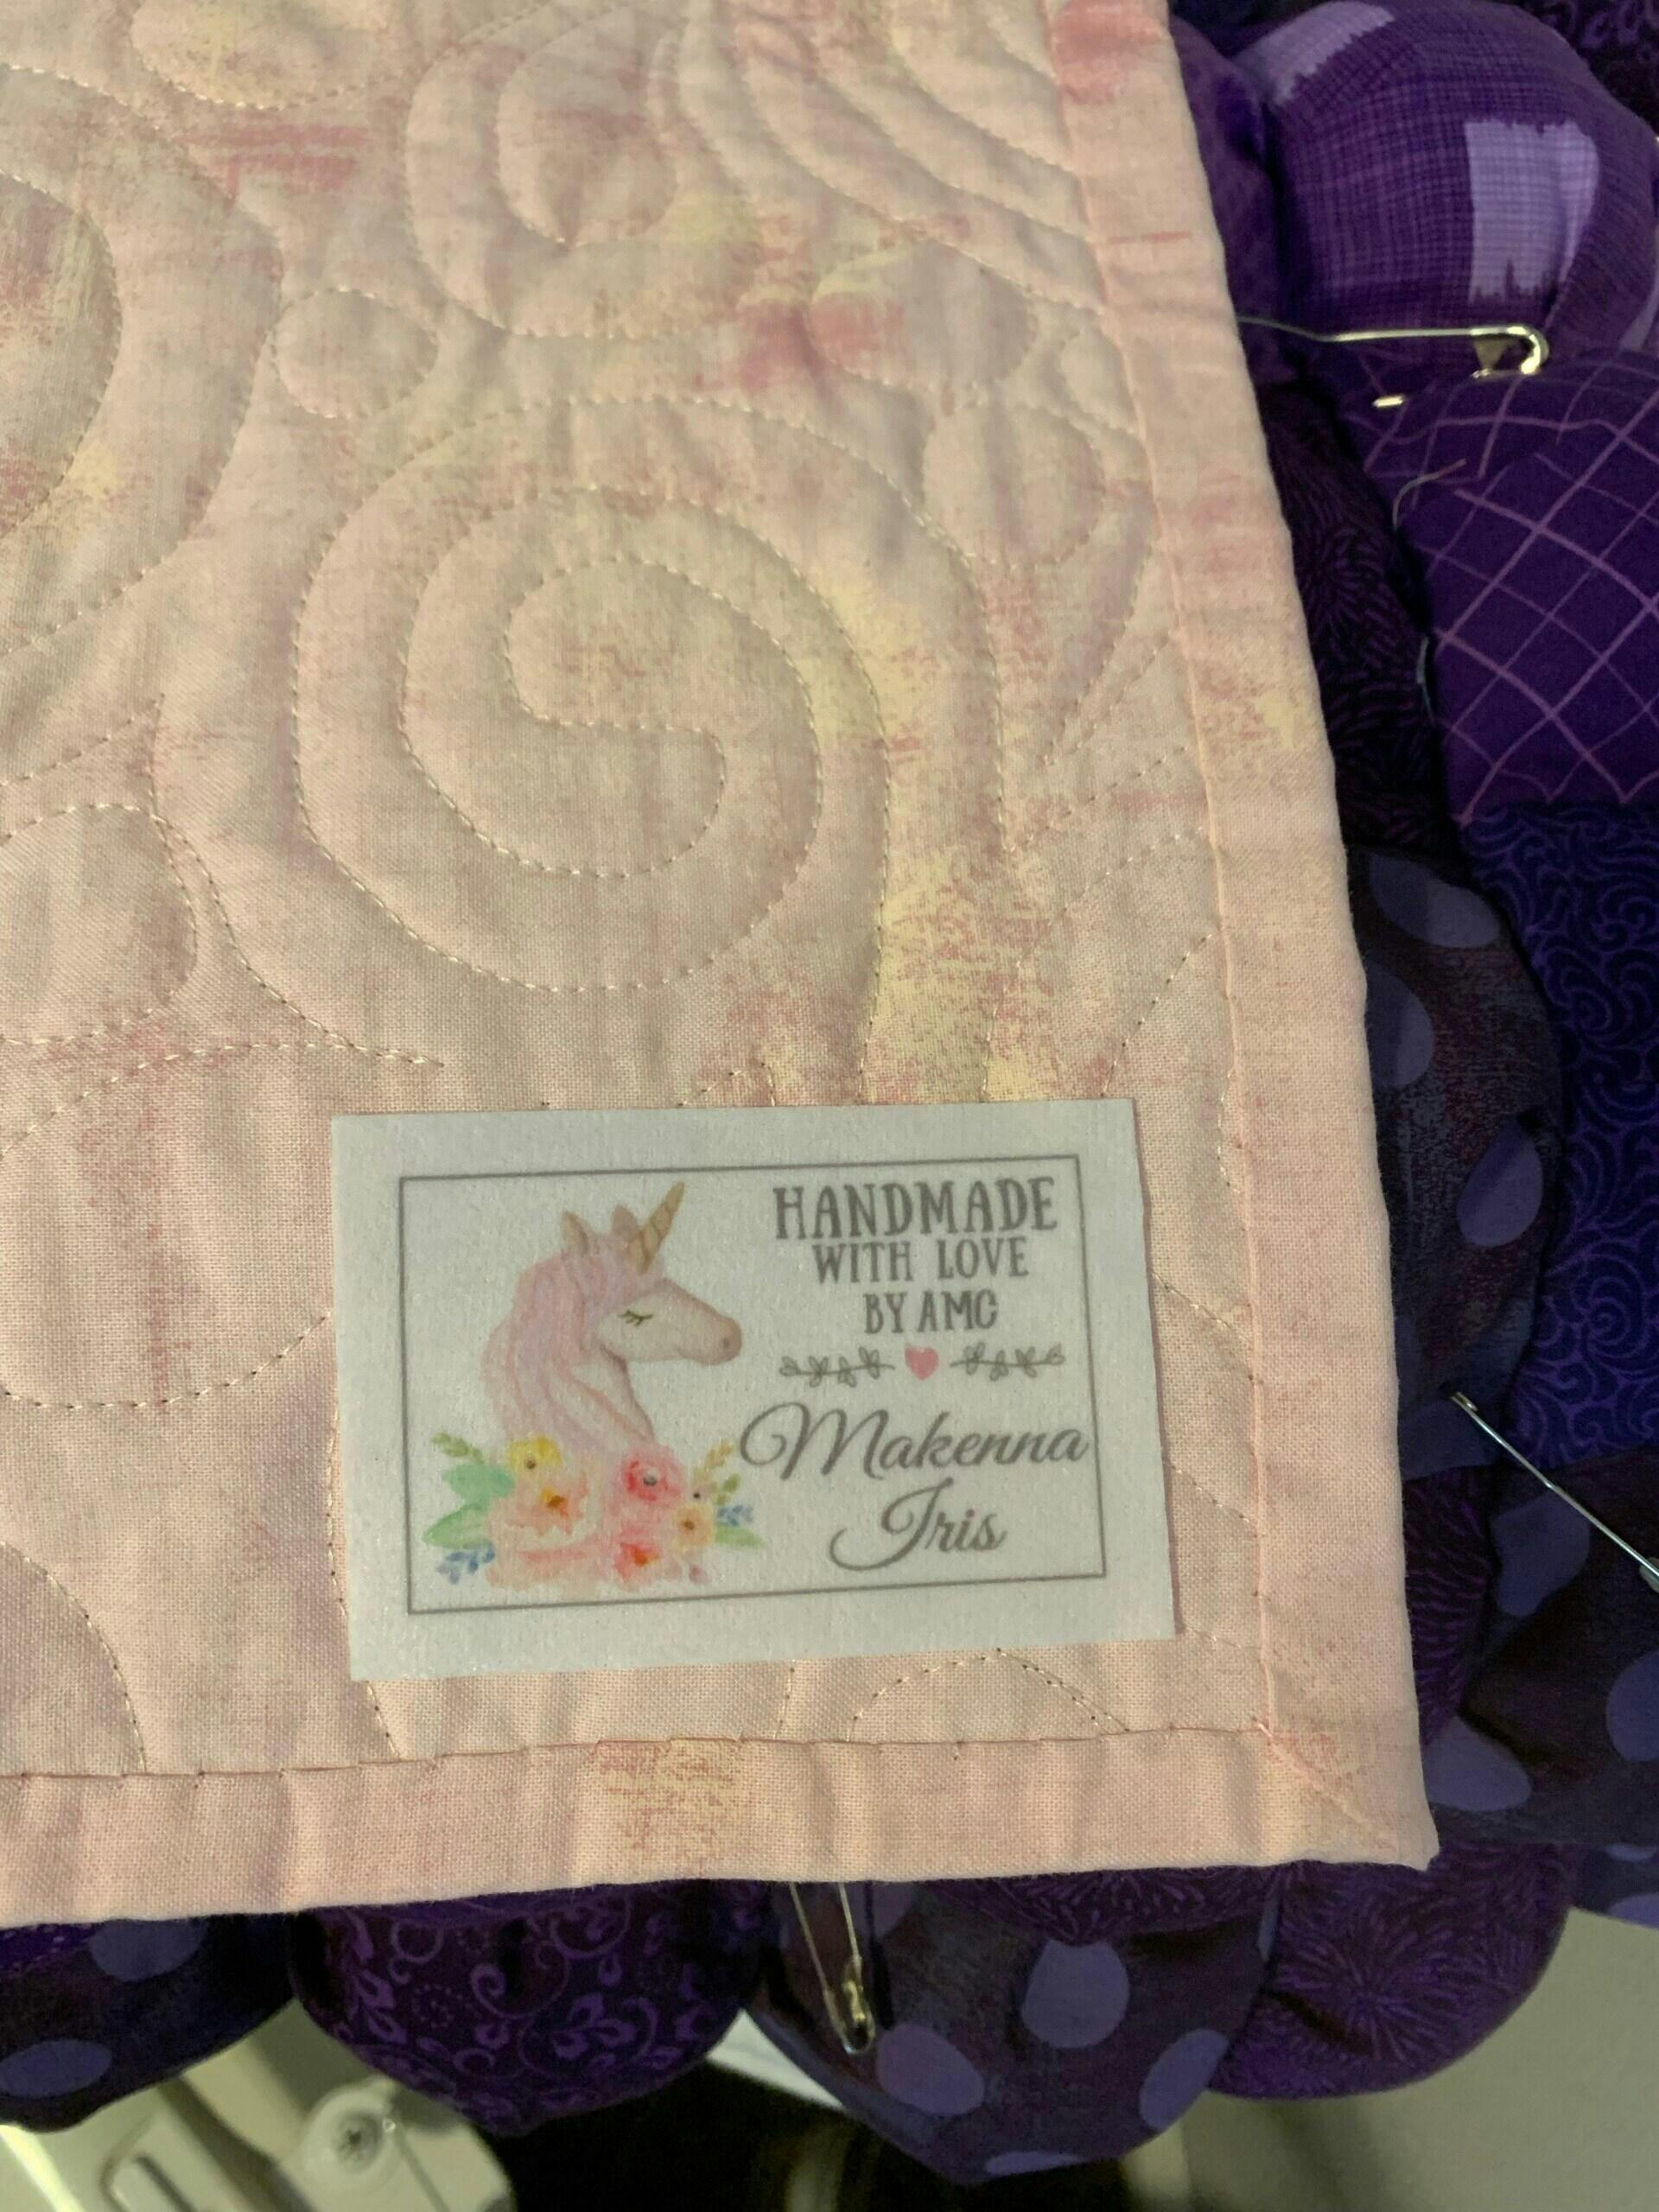 HANDMADE
WITH LOVE
BY AMC
Makenna
Iris